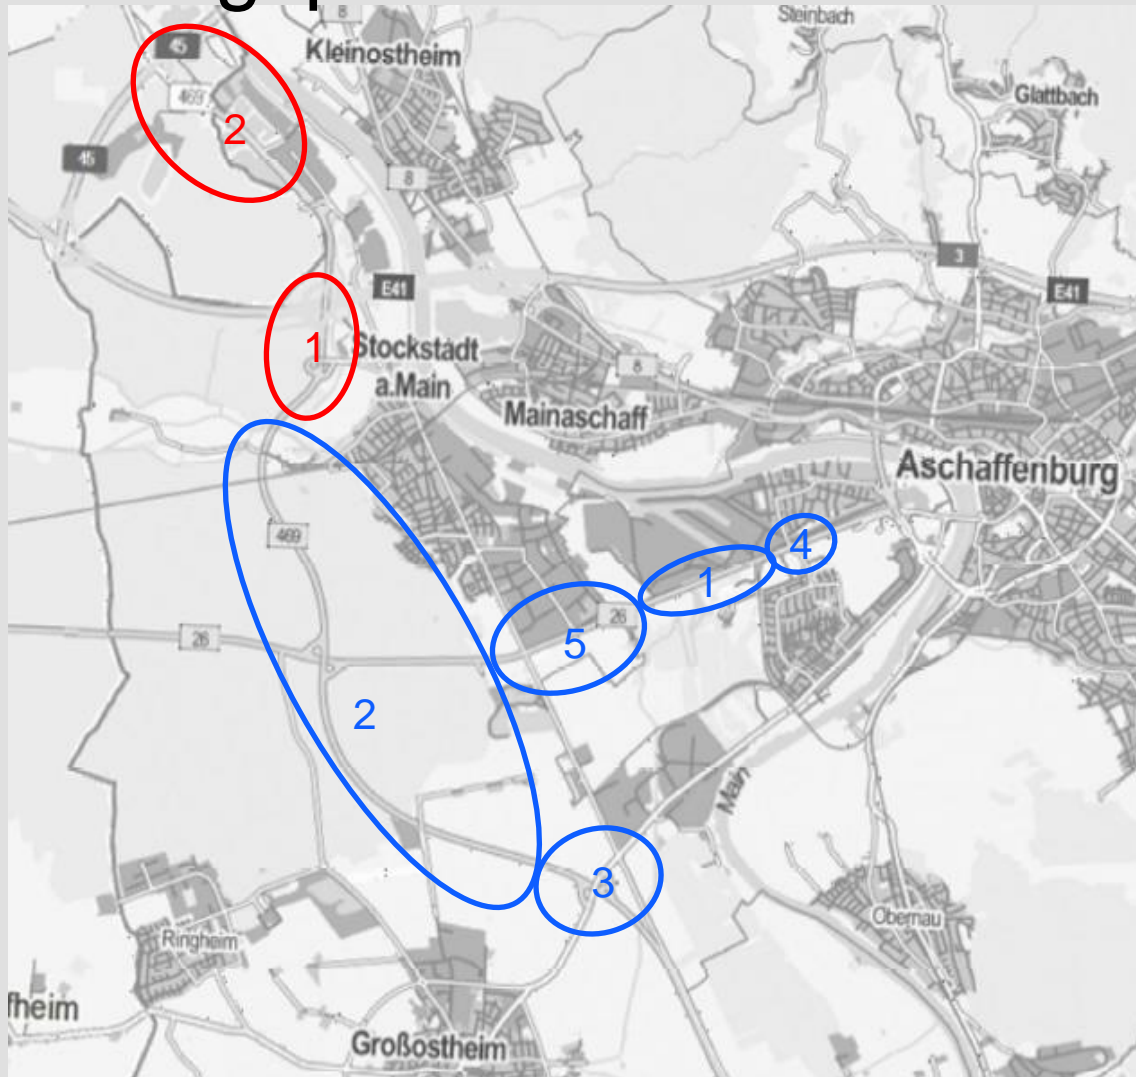 8
Steinbach
45
Kleinostheim
469
Glattbach
2
45
8
3
E41
E41
1
Stockstadt
a.Main
8
Mainaschaff
Aschaffenburg
469
4
1
26
26
5
2
Main
3
Obernau
Ringheim
fheim
Großostheim